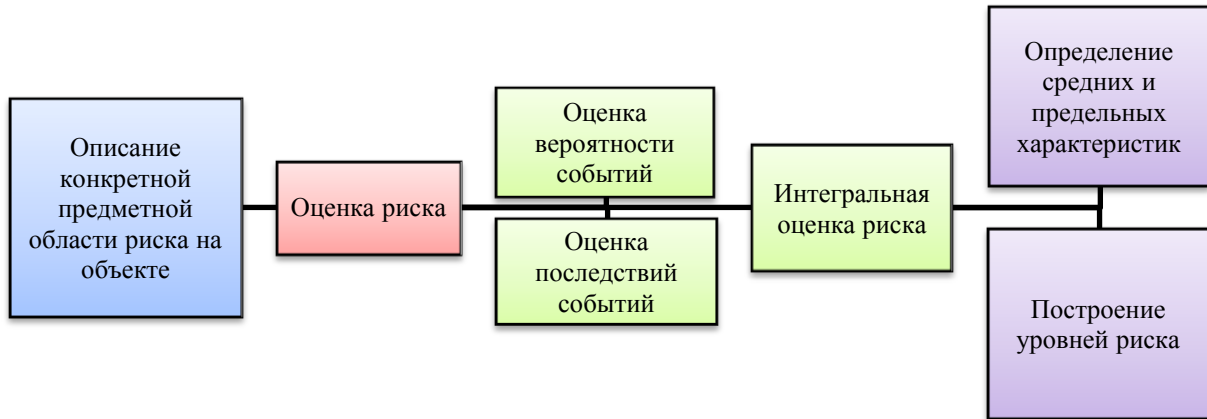 Описание
конкретной
предметной
области риска на
объекте
Оценка риска
Оценка
вероятности
событий
Оценка
последствий
событий
Интегральная
оценка риска
Определение
средних и
предельных
характеристик
Построение
уровней риска